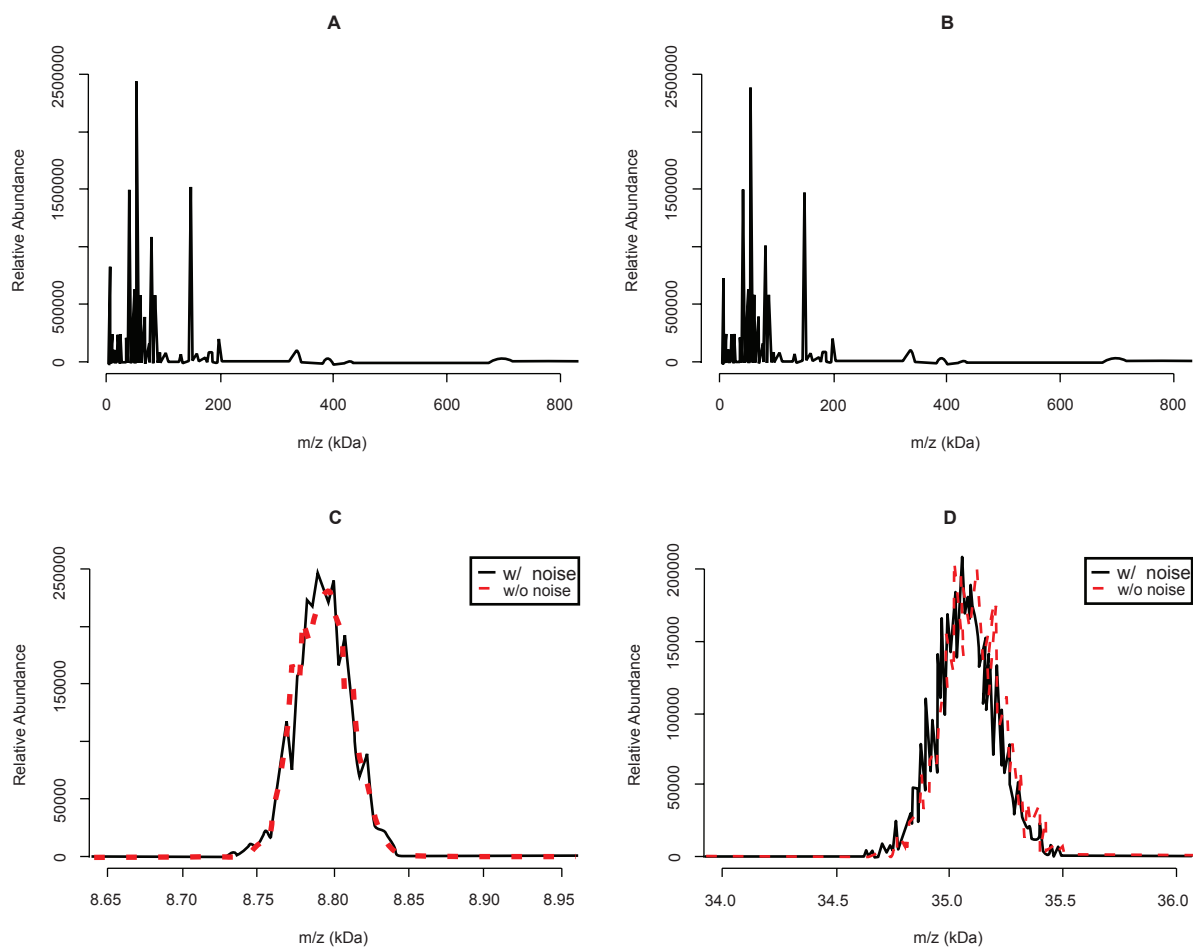 A
Relative Abundance
2500000
1500000
500000
0
0 200 400 600 800
m/z (kDa)
B
Relative Abundance
2500000
1500000
500000
0
0 200 400 600 800
m/z (kDa)
C
Relative Abundance
250000
150000
50000
0
w/ noise
w/o noise
8.65 8.70 8.75 8.80 8.85 8.90 8.95
m/z (kDa)
D
Relative Abundance
200000
150000
100000
50000
0
w/ noise
w/o noise
34.0 34.5 35.0 35.5 36.0
m/z (kDa)